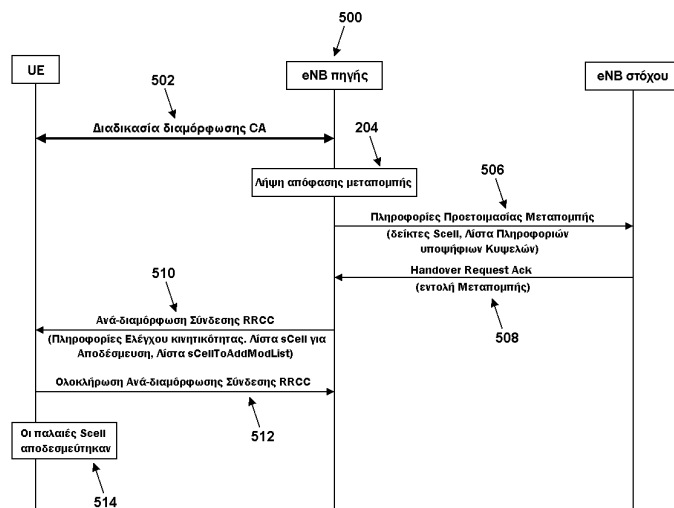 500
UE
eNB πηγής
eNB στόχου
502
Διαδικασία διαμόρφωσης CA
204
Λήψη απόφασης μεταπομπής
506
Πληροφορίες Προετοιμασίας Μεταπομπής
(δείκτες Scell, Λίστα Πληροφοριών
υποψήφιων Κυψελών)
510
Handover Request Ack
(εντολή Μεταπομπής)
508
Ανά-διαμόρφωση Σύνδεσης RRCC
(Πληροφορίες Ελέγχου κινητικότητας. Λίστα sCell για
Αποδέσμευση, Λίστα sCellToAddModList)
Ολοκλήρωση Ανά-διαμόρφωσης Σύνδεσης RRCC
512
Οι παλαιές Scell
αποδεσμεύτηκαν
514